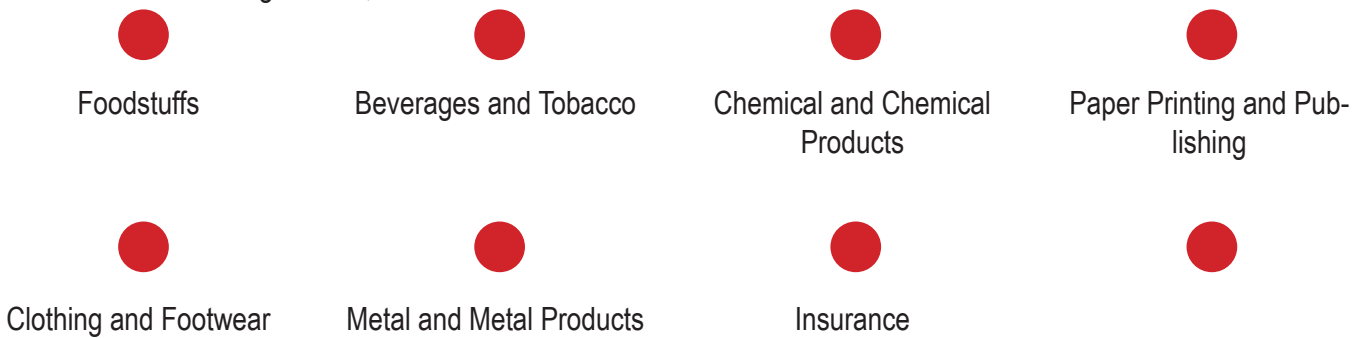 Foodstuffs
Beverages and Tobacco
Chemical and Chemical
Products
Paper Printing and Pub-
lishing
Clothing and Footwear
Metal and Metal Products
Insurance